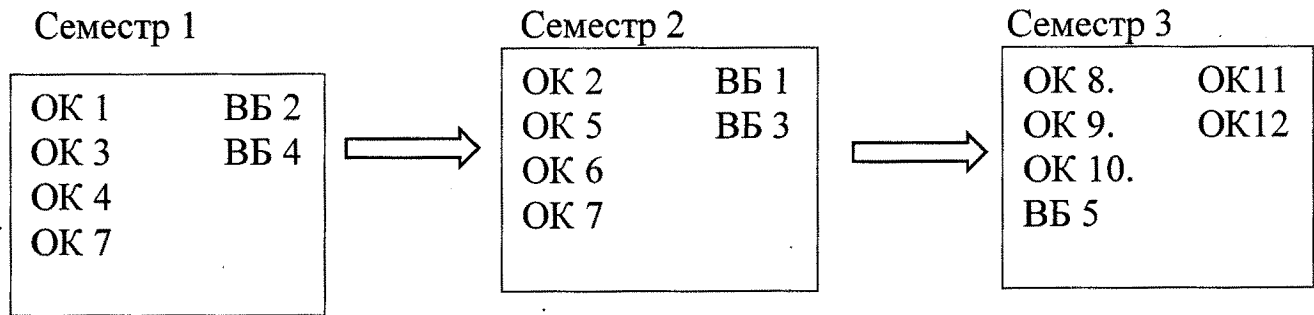 Семестр 1
ОК 1 ВБ 2
ОК 3 ВБ 4
ОК 4
ОК 7
Семестр 2
ОК 2 ВБ 1
ОК 5 ВБ 3
ОК 6
ОК 7
Семестр 3
ОК 8. ОК11
ОК 9. ОК12
ОК 10.
ВБ 5